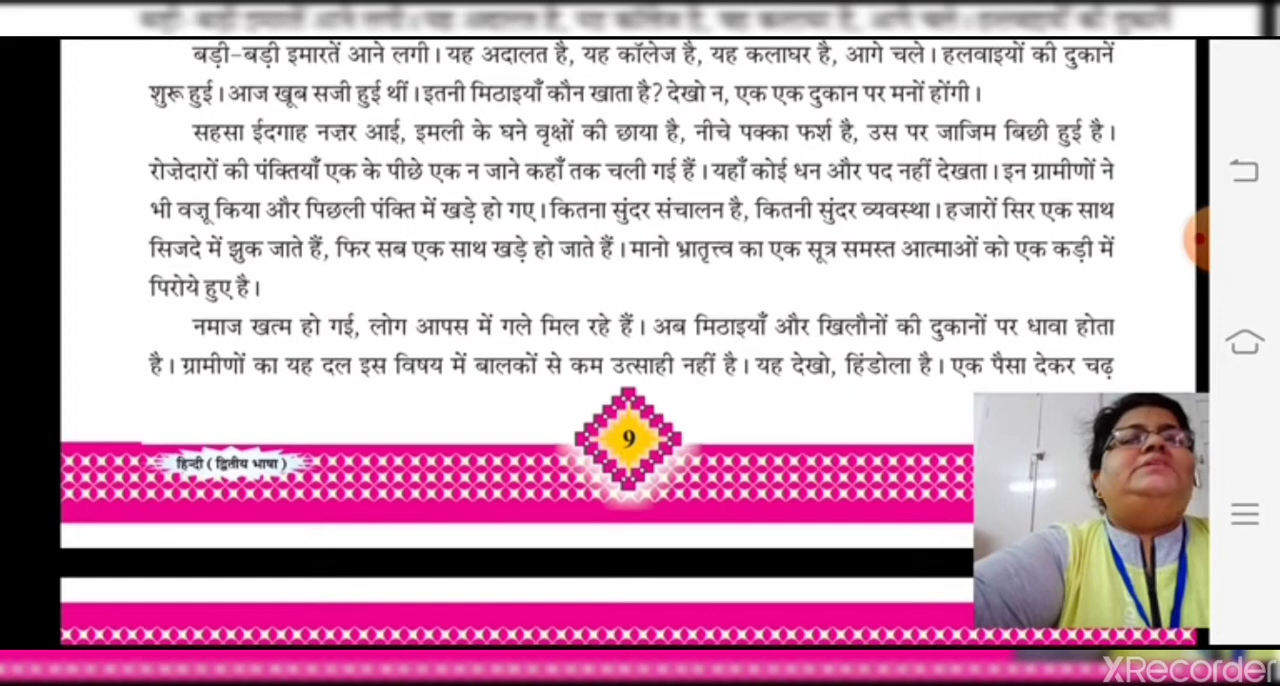 बड़ी-बड़ी इमारतें आने लगी। यह अदालत है, यह कॉलेज है, यह कलाघर है, आगे चले। हलवाइयों की दुकानें
शुरू हुई। आज खूब सजी हुई थीं। इतनी मिठाइयाँ कौन खाता है? देखो न, एक एक दुकान पर मनों होंगी।
सहसा ईदगाह नज़र आई, इमली के घने वृक्षों की छाया है, नीचे पक्का फर्श है, उस पर जाजिम बिछी हुई है।
रोज़ेदारों की पंक्तियाँ एक के पीछे एक न जाने कहाँ तक चली गई हैं। यहाँ कोई धन और पद नहीं देखता। इन ग्रामीणों ने
भी वज़ू किया और पिछली पंक्ति में खड़े हो गए। कितना सुंदर संचालन है, कितनी सुंदर व्यवस्था। हजारों सिर एक साथ
सिजदे में झुक जाते हैं, फिर सब एक साथ खड़े हो जाते हैं। मानो भ्रातृत्त्व का एक सूत्र समस्त आत्माओं को एक कड़ी में
पिरोये हुए है।
नमाज खत्म हो गई, लोग आपस में गले मिल रहे हैं। अब मिठाइयाँ और खिलौनों की दुकानों पर धावा होता
है। ग्रामीणों का यह दल इस विषय में बालकों से कम उत्साही नहीं है। यह देखो, हिंडोला है। एक पैसा देकर चढ़
9
हिन्दी (द्वितीय भाषा)
XRecorder